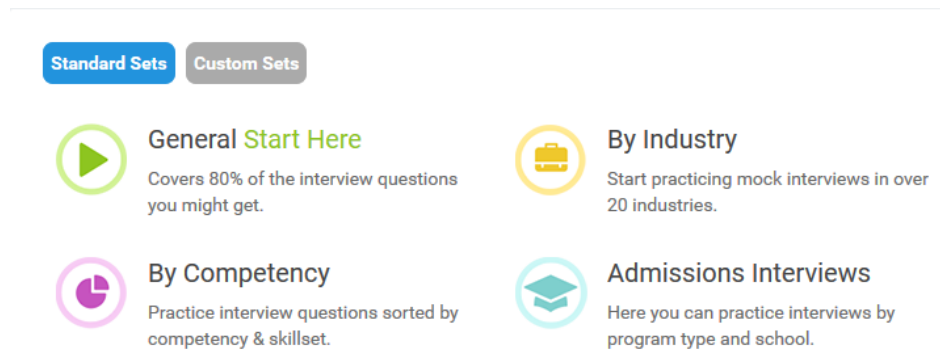 Standard Sets Custom Sets
General Start Here
Covers 80% of the interview questions
you might get.
By Industry
Start practicing mock interviews in over
20 industries.
By Competency
Practice interview questions sorted by
competency & skillset.
Admissions Interviews
Here you can practice interviews by
program type and school.